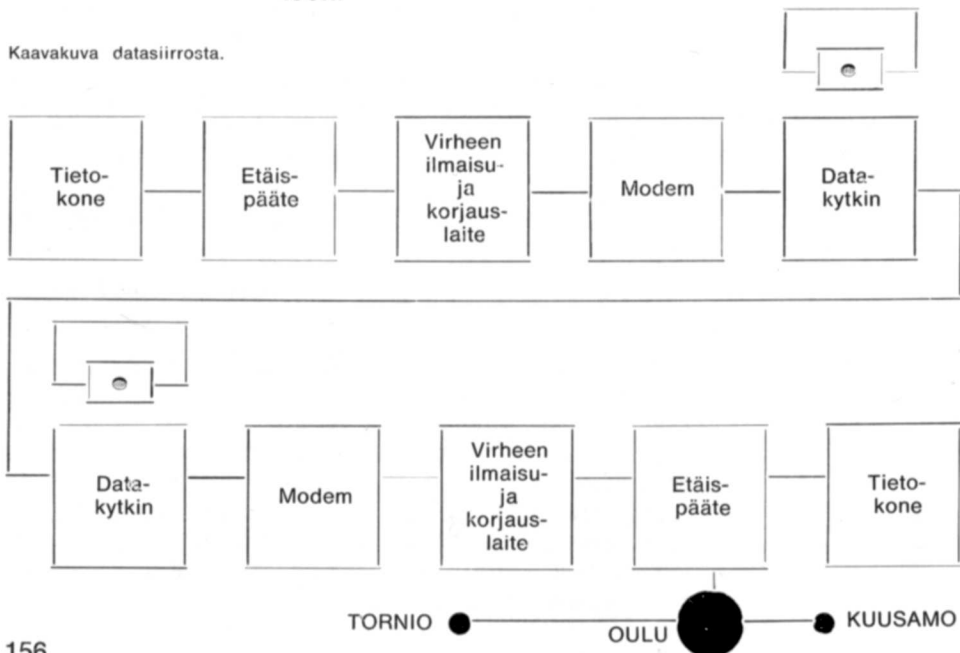 Kaavakuva datasiirrosta.
Tieto-
kone
Etäis-
pääte
Virheen
ilmaisu-
ja
korjaus-
laite
Modem
Data-
kytkin
Data-
kytkin
Modem
Virheen
ilmaisu-
ja
korjaus-
laite
Etäis-
pääte
Tieto-
kone
TORNIO
OULU
KUUSAMO
156